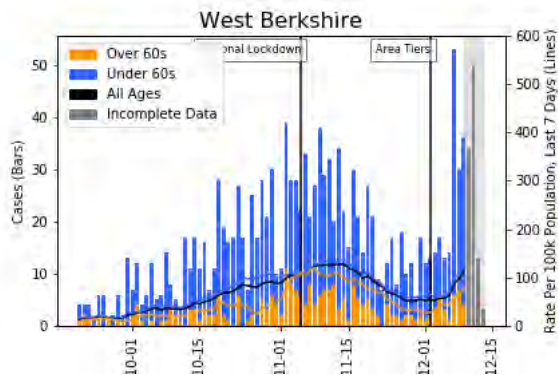 West Berkshire
Over 60s
Under 60s
All Ages
Incomplete Data
onal Lockdown
Area Tiers
Cases (Bars)
50
40
30
20
10
0
Rate Per 100k Population, Last 7 Days (Lines)
600
500
400
300
200
100
0
10-01
10-15
11-01
11-15
12-01
12-15